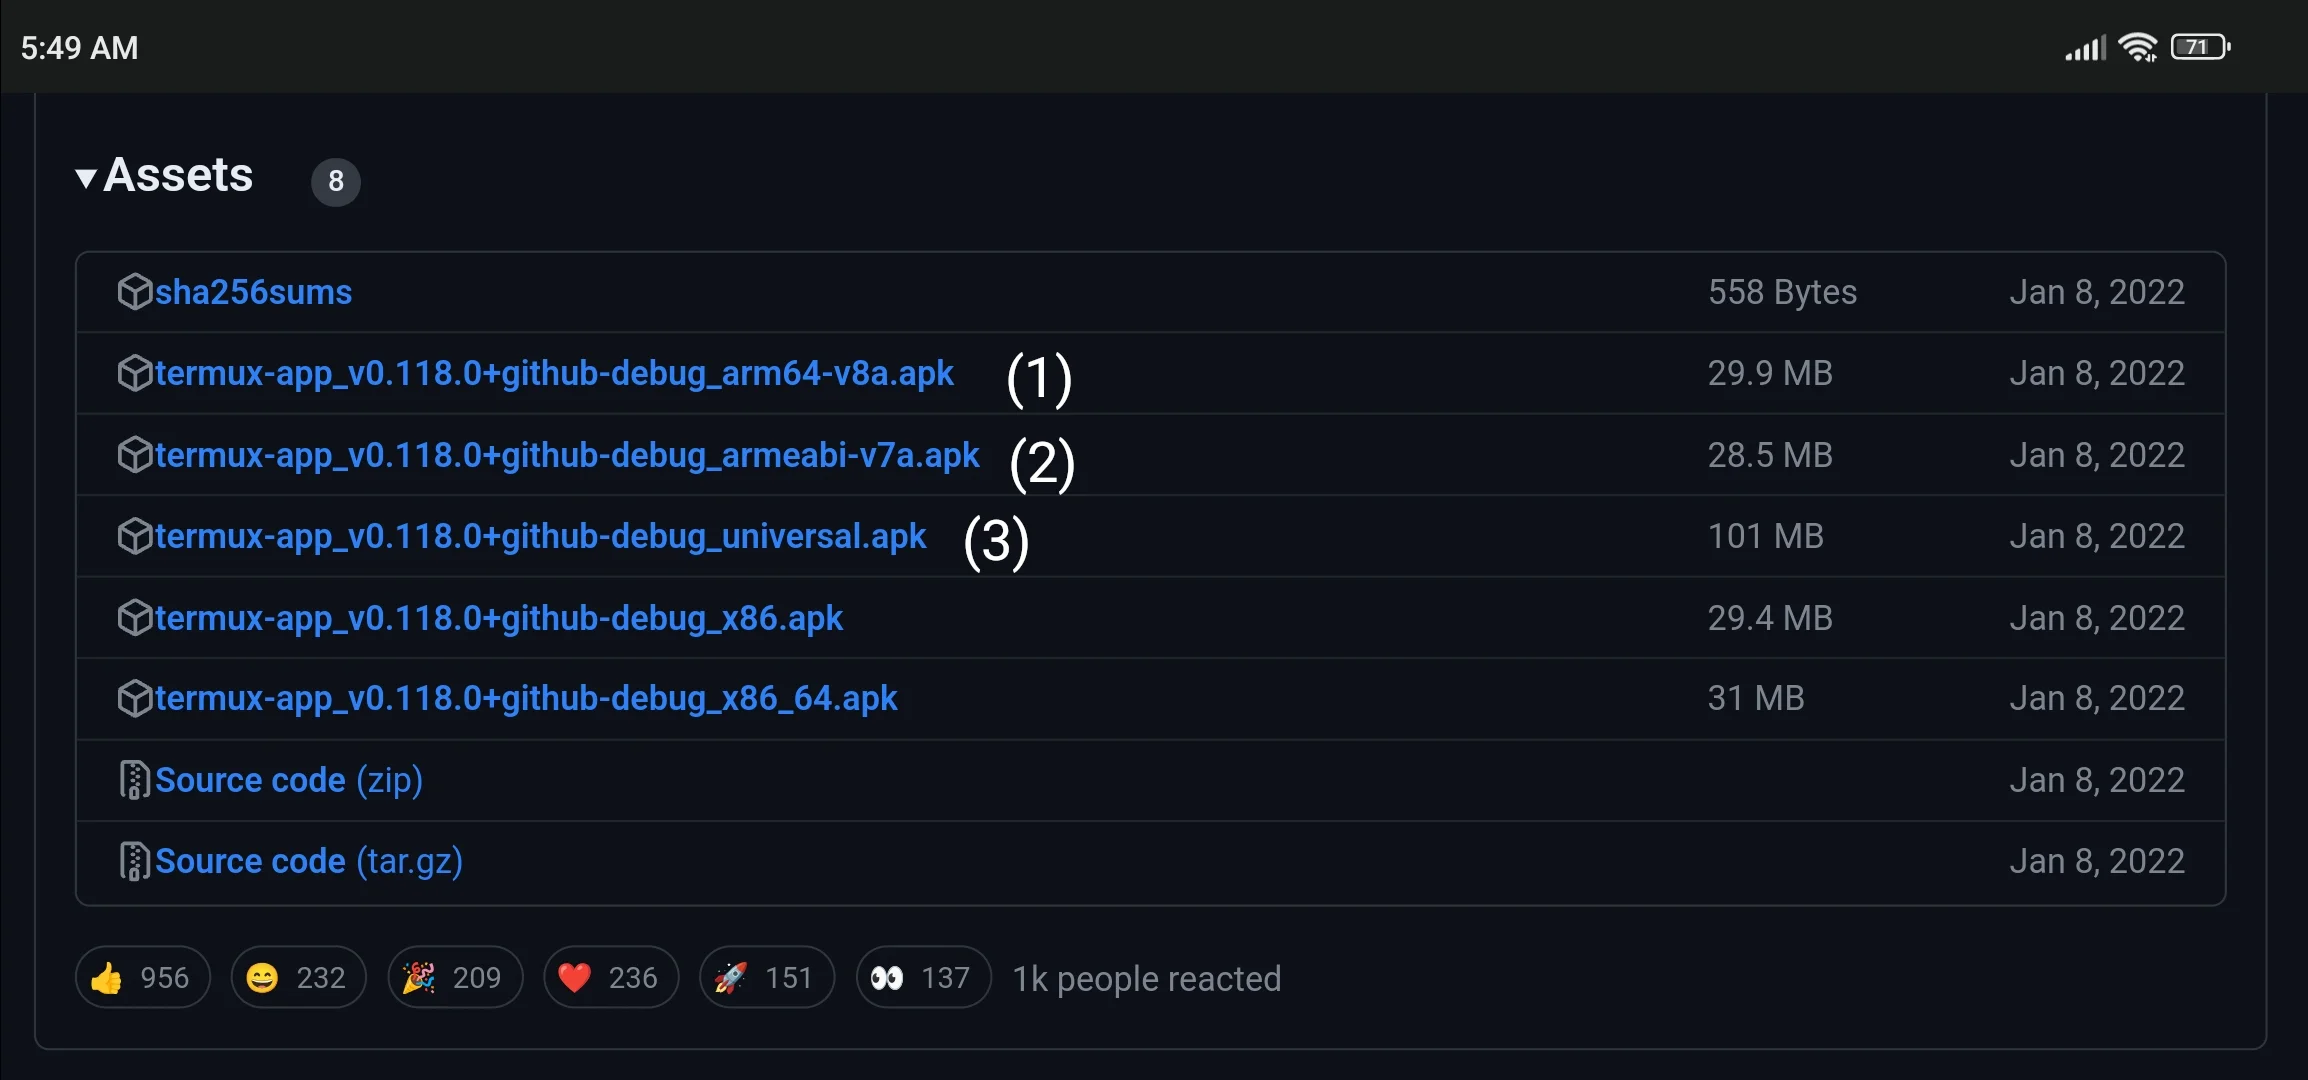 5:49 AM 71
Assets 8
sha256sums 558 Bytes Jan 8, 2022
termux-app_v0.118.0+github-debug_arm64-v8a.apk (1) 29.9 MB Jan 8, 2022
termux-app_v0.118.0+github-debug_armeabi-v7a.apk (2) 28.5 MB Jan 8, 2022
termux-app_v0.118.0+github-debug_universal.apk (3) 101 MB Jan 8, 2022
termux-app_v0.118.0+github-debug_x86.apk 29.4 MB Jan 8, 2022
termux-app_v0.118.0+github-debug_x86_64.apk 31 MB Jan 8, 2022
Source code (zip) Jan 8, 2022
Source code (tar.gz) Jan 8, 2022
👍 956 😄 232 🎉 209 ❤️ 236 🚀 151 👀 137 1k people reacted